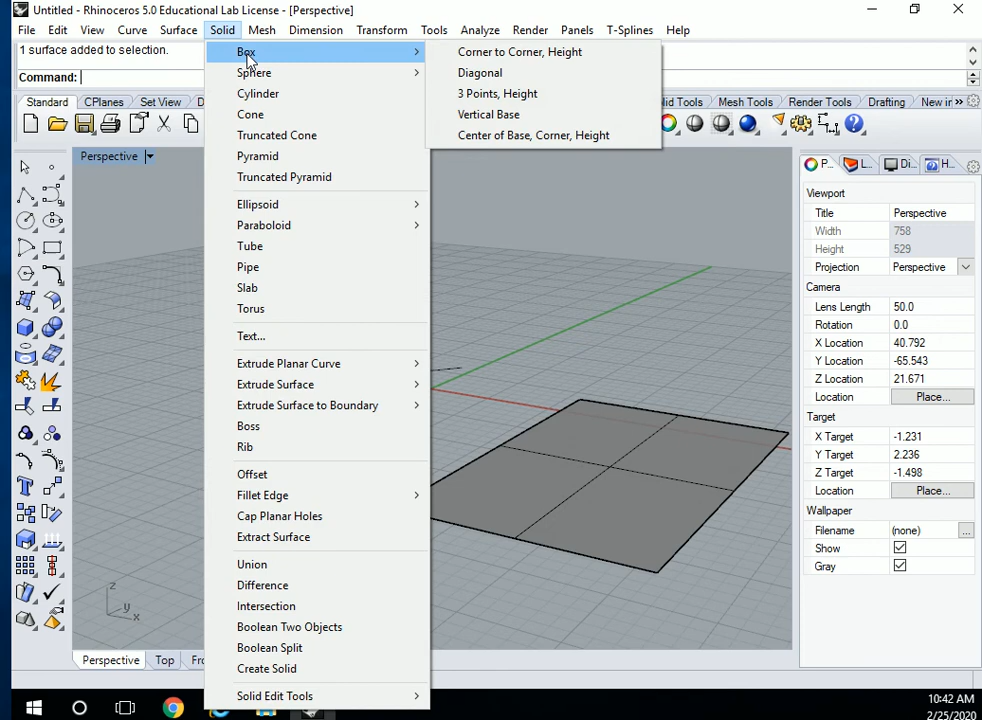 Untitled - Rhinoceros 5.0 Educational Lab License - [Perspective]
File Edit View Curve Surface Solid Mesh Dimension Transform Tools Analyze Render Panels T-Splines Help
1 surface added to selection.
Command:
Standard CPlanes Set View D
lid Tools Mesh Tools Render Tools Drafting New in »
Perspective
Box
Sphere
Cylinder
Cone
Truncated Cone
Pyramid
Truncated Pyramid
Ellipsoid
Paraboloid
Tube
Pipe
Slab
Torus
Text...
Extrude Planar Curve
Extrude Surface
Extrude Surface to Boundary
Boss
Rib
Offset
Fillet Edge
Cap Planar Holes
Extract Surface
Union
Difference
Intersection
Boolean Two Objects
Boolean Split
Create Solid
Solid Edit Tools
Corner to Corner, Height
Diagonal
3 Points, Height
Vertical Base
Center of Base, Corner, Height
P... L... Di... H...
Viewport
Title Perspective
Width 758
Height 529
Projection Perspective
Camera
Lens Length 50.0
Rotation 0.0
X Location 40.792
Y Location -65.543
Z Location 21.671
Location Place...
Target
X Target -1.231
Y Target 2.236
Z Target -1.498
Location Place...
Wallpaper
Filename (none) ...
Show
Gray
z
y
x
Perspective Top Fro
10:42 AM
2/25/2020